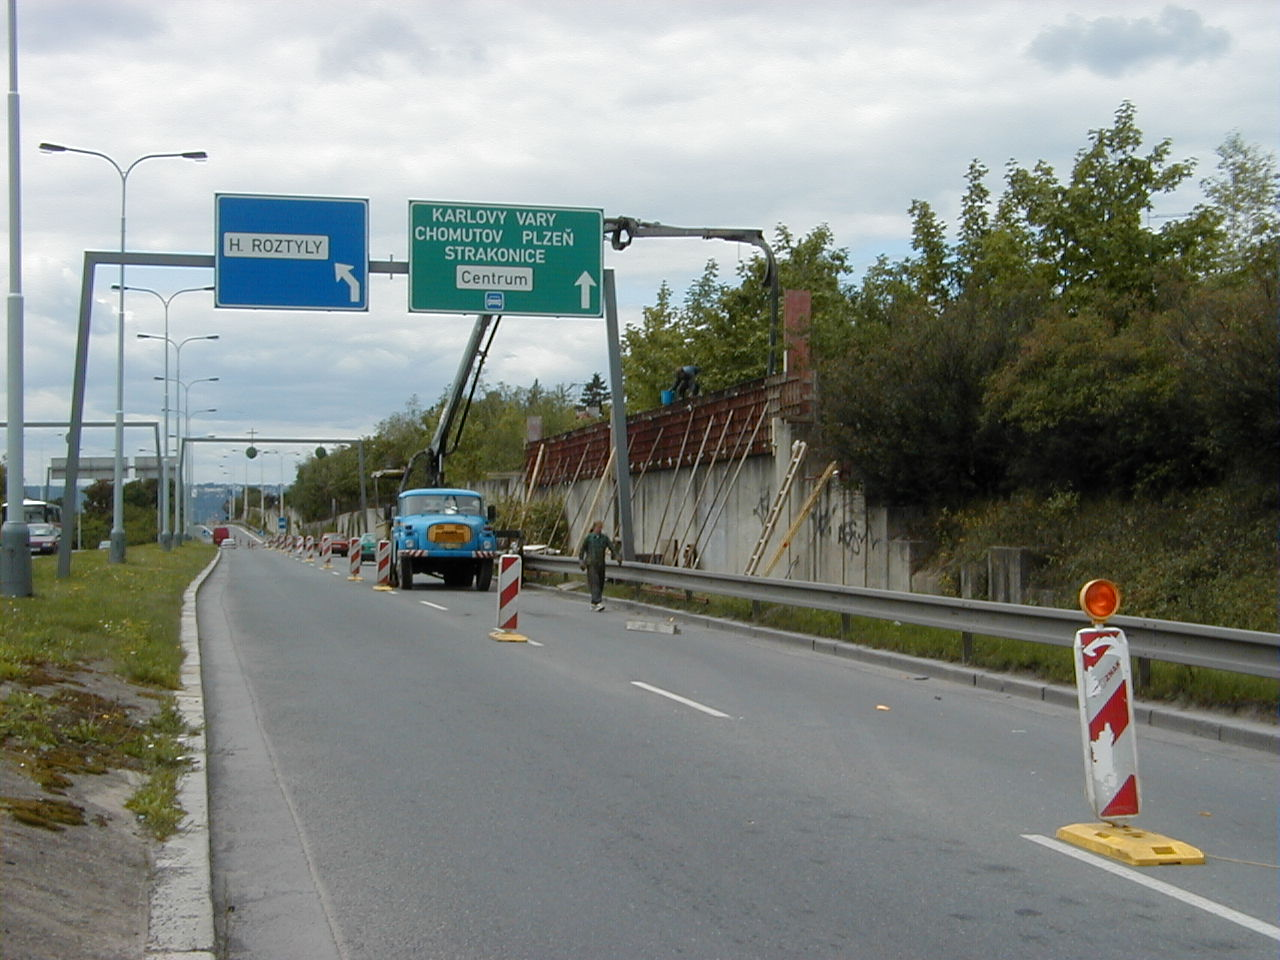 H. ROZTYLY
KARLOVY VARY
CHOMUTOV PLZEŇ
STRAKONICE
Centrum